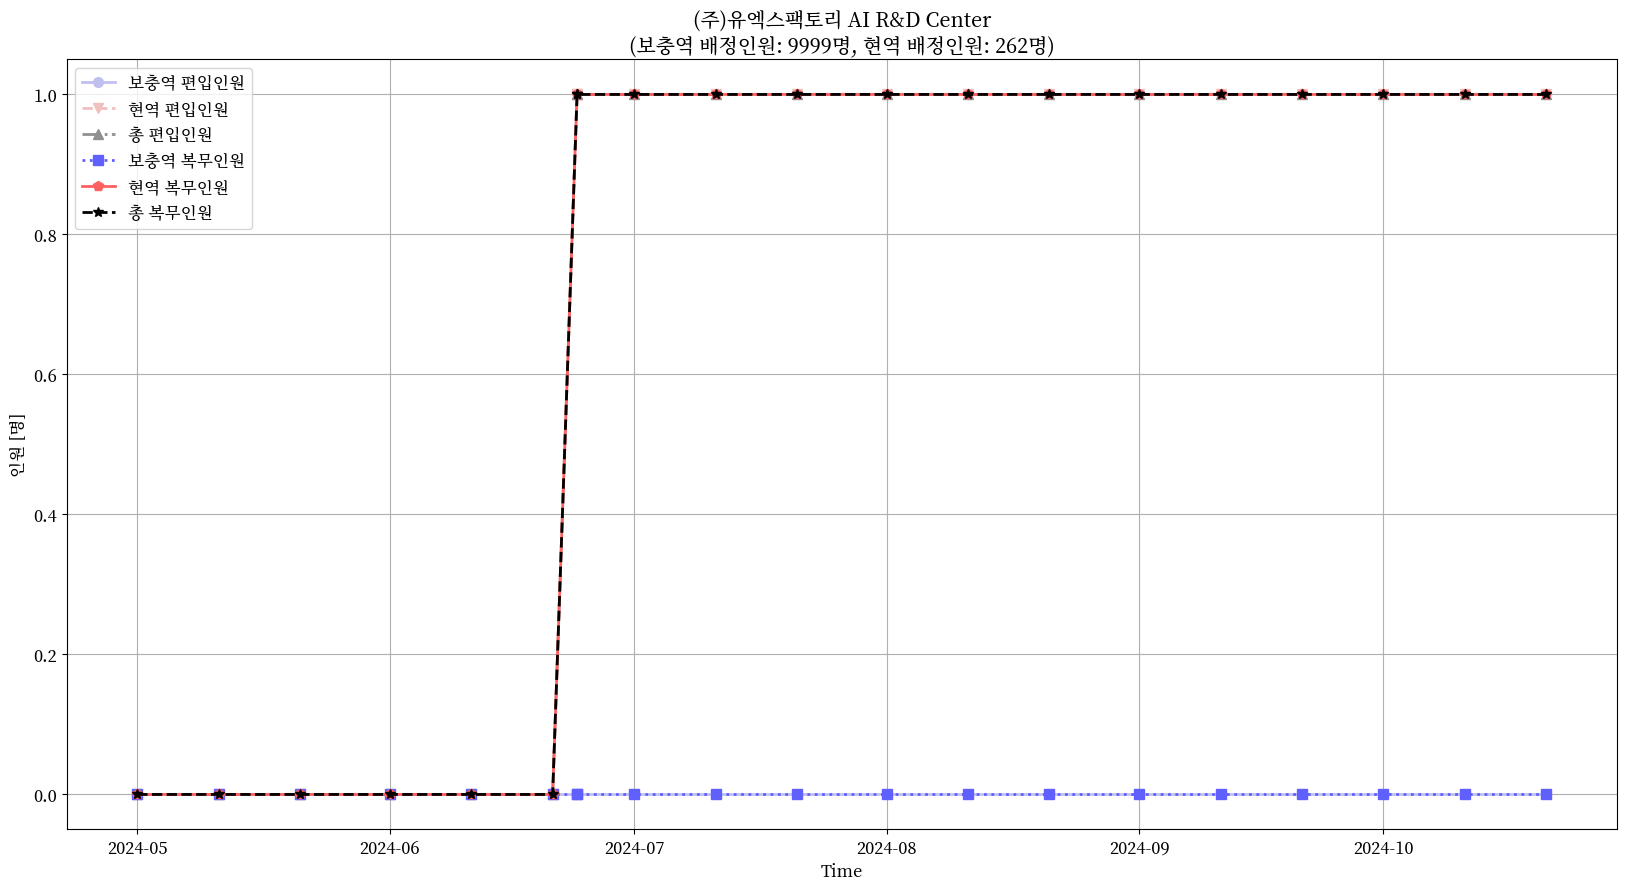 (주)유엑스팩토리 AI R&D Center
(보충역 배정인원: 9999명, 현역 배정인원: 262명)
보충역 편입인원
현역 편입인원
총 편입인원
보충역 복무인원
현역 복무인원
총 복무인원
1.0
0.8
0.6
0.4
0.2
0.0
인원 [명]
2024-05 2024-06 2024-07 2024-08 2024-09 2024-10
Time